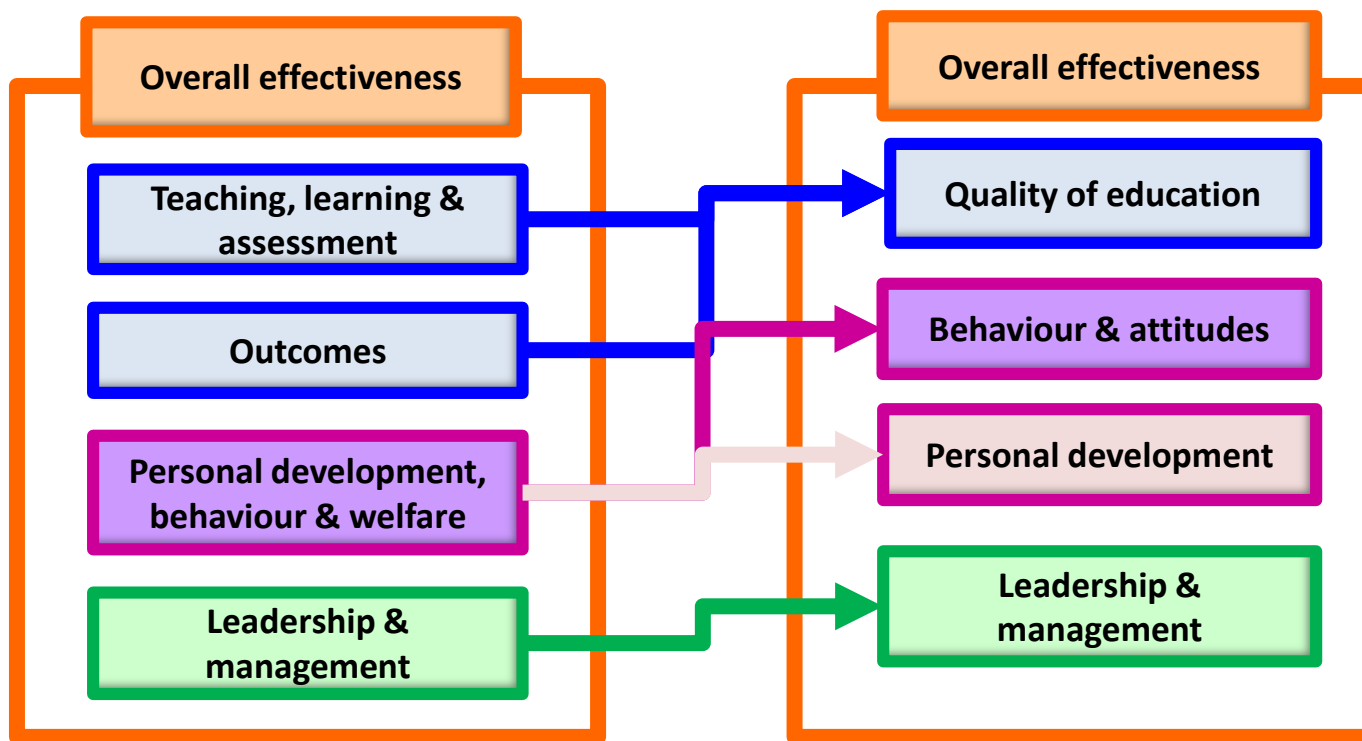 Overall effectiveness
Teaching, learning &
assessment
Outcomes
Personal development,
behaviour & welfare
Leadership &
management
Overall effectiveness
Quality of education
Behaviour & attitudes
Personal development
Leadership &
management